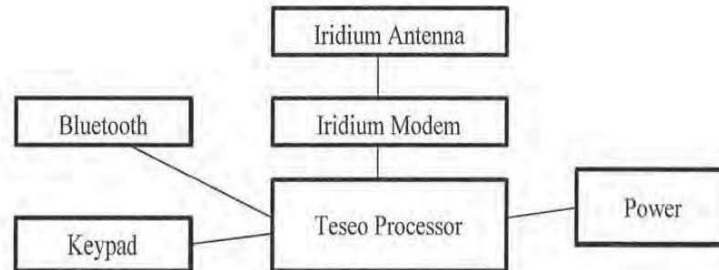 Iridium Antenna
Bluetooth
Iridium Modem
Keypad
Teseo Processor
Power